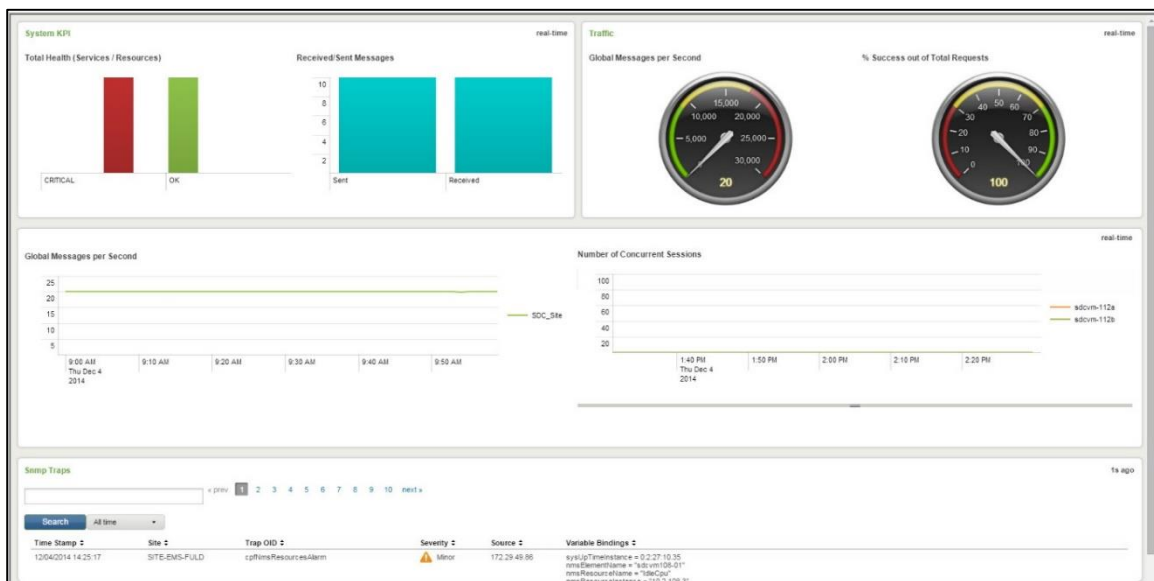 System KPI
real-time
Total Health (Services / Resources)
Received/Sent Messages
10
8
6
4
2
CRITICAL
OK
Sent
Received
Traffic
real-time
Global Messages per Second
% Success out of Total Requests
0
5,000
10,000
15,000
20,000
25,000
30,000
20
0
10
20
30
40
50
60
70
80
90
100
100
real-time
Global Messages per Second
25
20
15
10
5
9:00 AM
Thu Dec 4
2014
9:10 AM
9:20 AM
9:30 AM
9:40 AM
9:50 AM
SDC_Site
Number of Concurrent Sessions
100
80
60
40
20
1:40 PM
Thu Dec 4
2014
1:50 PM
2:00 PM
2:10 PM
2:20 PM
sdcvm-112a
sdcvm-112b
Snmp Traps
1s ago
« prev 1 2 3 4 5 6 7 8 9 10 next »
Search All time
Time Stamp Site Trap OID Severity Source Variable Bindings
12/04/2014 14:25:17 SITE-EMS-FULD cpfNmsResourcesAlarm Minor 172.29.49.86 sysUpTimeInstance = 0:2:27:10.35
nmsElementName = "sdcvm108-01"
nmsResourceName = "IdleCpu"